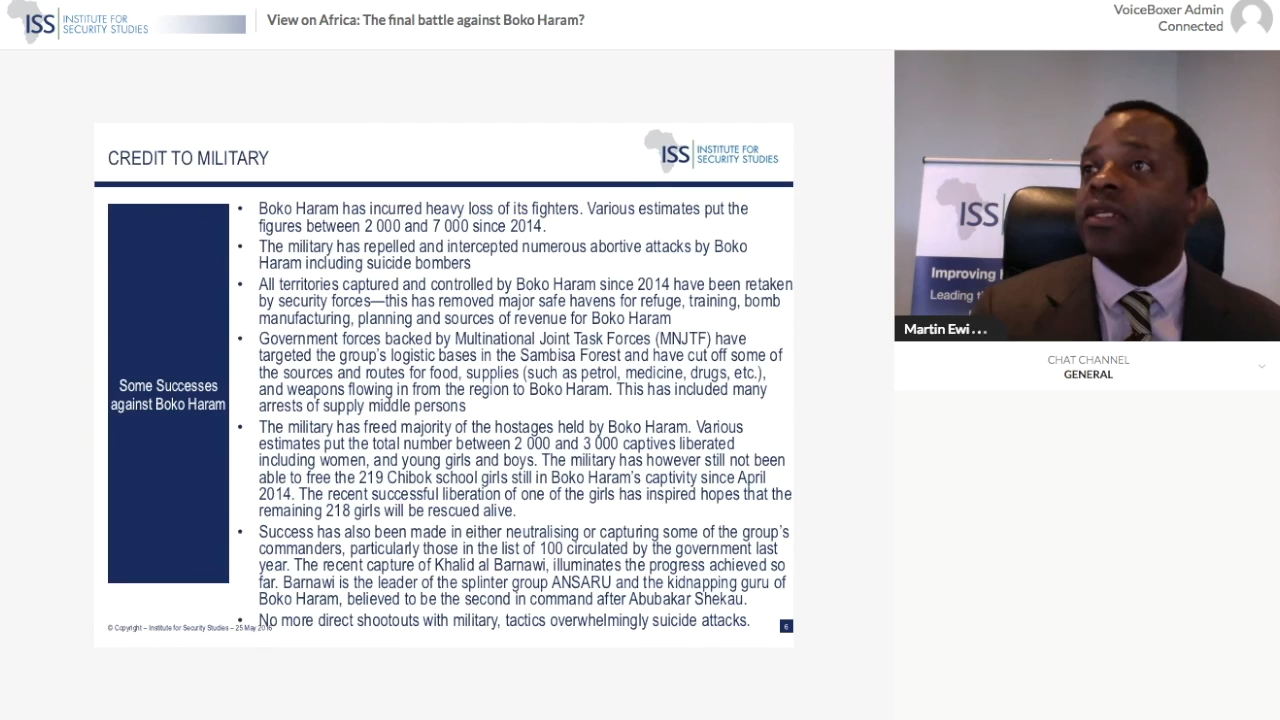 ISS
INSTITUTE FOR
SECURITY STUDIES
View on Africa: The final battle against Boko Haram?
VoiceBoxer Admin
Connected
CREDIT TO MILITARY
ISS
INSTITUTE FOR
SECURITY STUDIES
Some Successes
against Boko Haram
• Boko Haram has incurred heavy loss of its fighters. Various estimates put the
figures between 2 000 and 7 000 since 2014.
• The military has repelled and intercepted numerous abortive attacks by Boko
Haram including suicide bombers
• All territories captured and controlled by Boko Haram since 2014 have been retaken
by security forces—this has removed major safe havens for refuge, training, bomb
manufacturing, planning and sources of revenue for Boko Haram
• Government forces backed by Multinational Joint Task Forces (MNJTF) have
targeted the group's logistic bases in the Sambisa Forest and have cut off some of
the sources and routes for food, supplies (such as petrol, medicine, drugs, etc.),
and weapons flowing in from the region to Boko Haram. This has included many
arrests of supply middle persons
• The military has freed majority of the hostages held by Boko Haram. Various
estimates put the total number between 2 000 and 3 000 captives liberated
including women, and young girls and boys. The military has however still not been
able to free the 219 Chibok school girls still in Boko Haram's captivity since April
2014. The recent successful liberation of one of the girls has inspired hopes that the
remaining 218 girls will be rescued alive.
• Success has also been made in either neutralising or capturing some of the group's
commanders, particularly those in the list of 100 circulated by the government last
year. The recent capture of Khalid al Barnawi, illuminates the progress achieved so
far. Barnawi is the leader of the splinter group ANSARU and the kidnapping guru of
Boko Haram, believed to be the second in command after Abubakar Shekau.
• No more direct shootouts with military, tactics overwhelmingly suicide attacks.
© Copyright – Institute for Security Studies – 25 May 2016
6
ISS
Improving
Leading
Martin Ewi...
CHAT CHANNEL
GENERAL